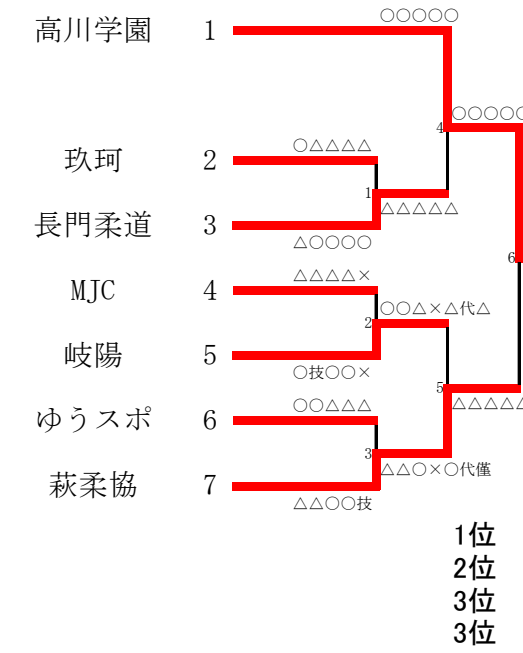 ○○○○○
高川学園 1
○○○○○
4
○△△△△
玖珂 2
1
△△△△△
長門柔道 3
△○○○○
6
△△△△×
MJC 4
○○△×△代△
2
岐陽 5
○技○○×
5
○○△△△
△△△△△
ゆうスポ 6
3
△△○×○代僅
萩柔協 7
△△○○技
1位
2位
3位
3位